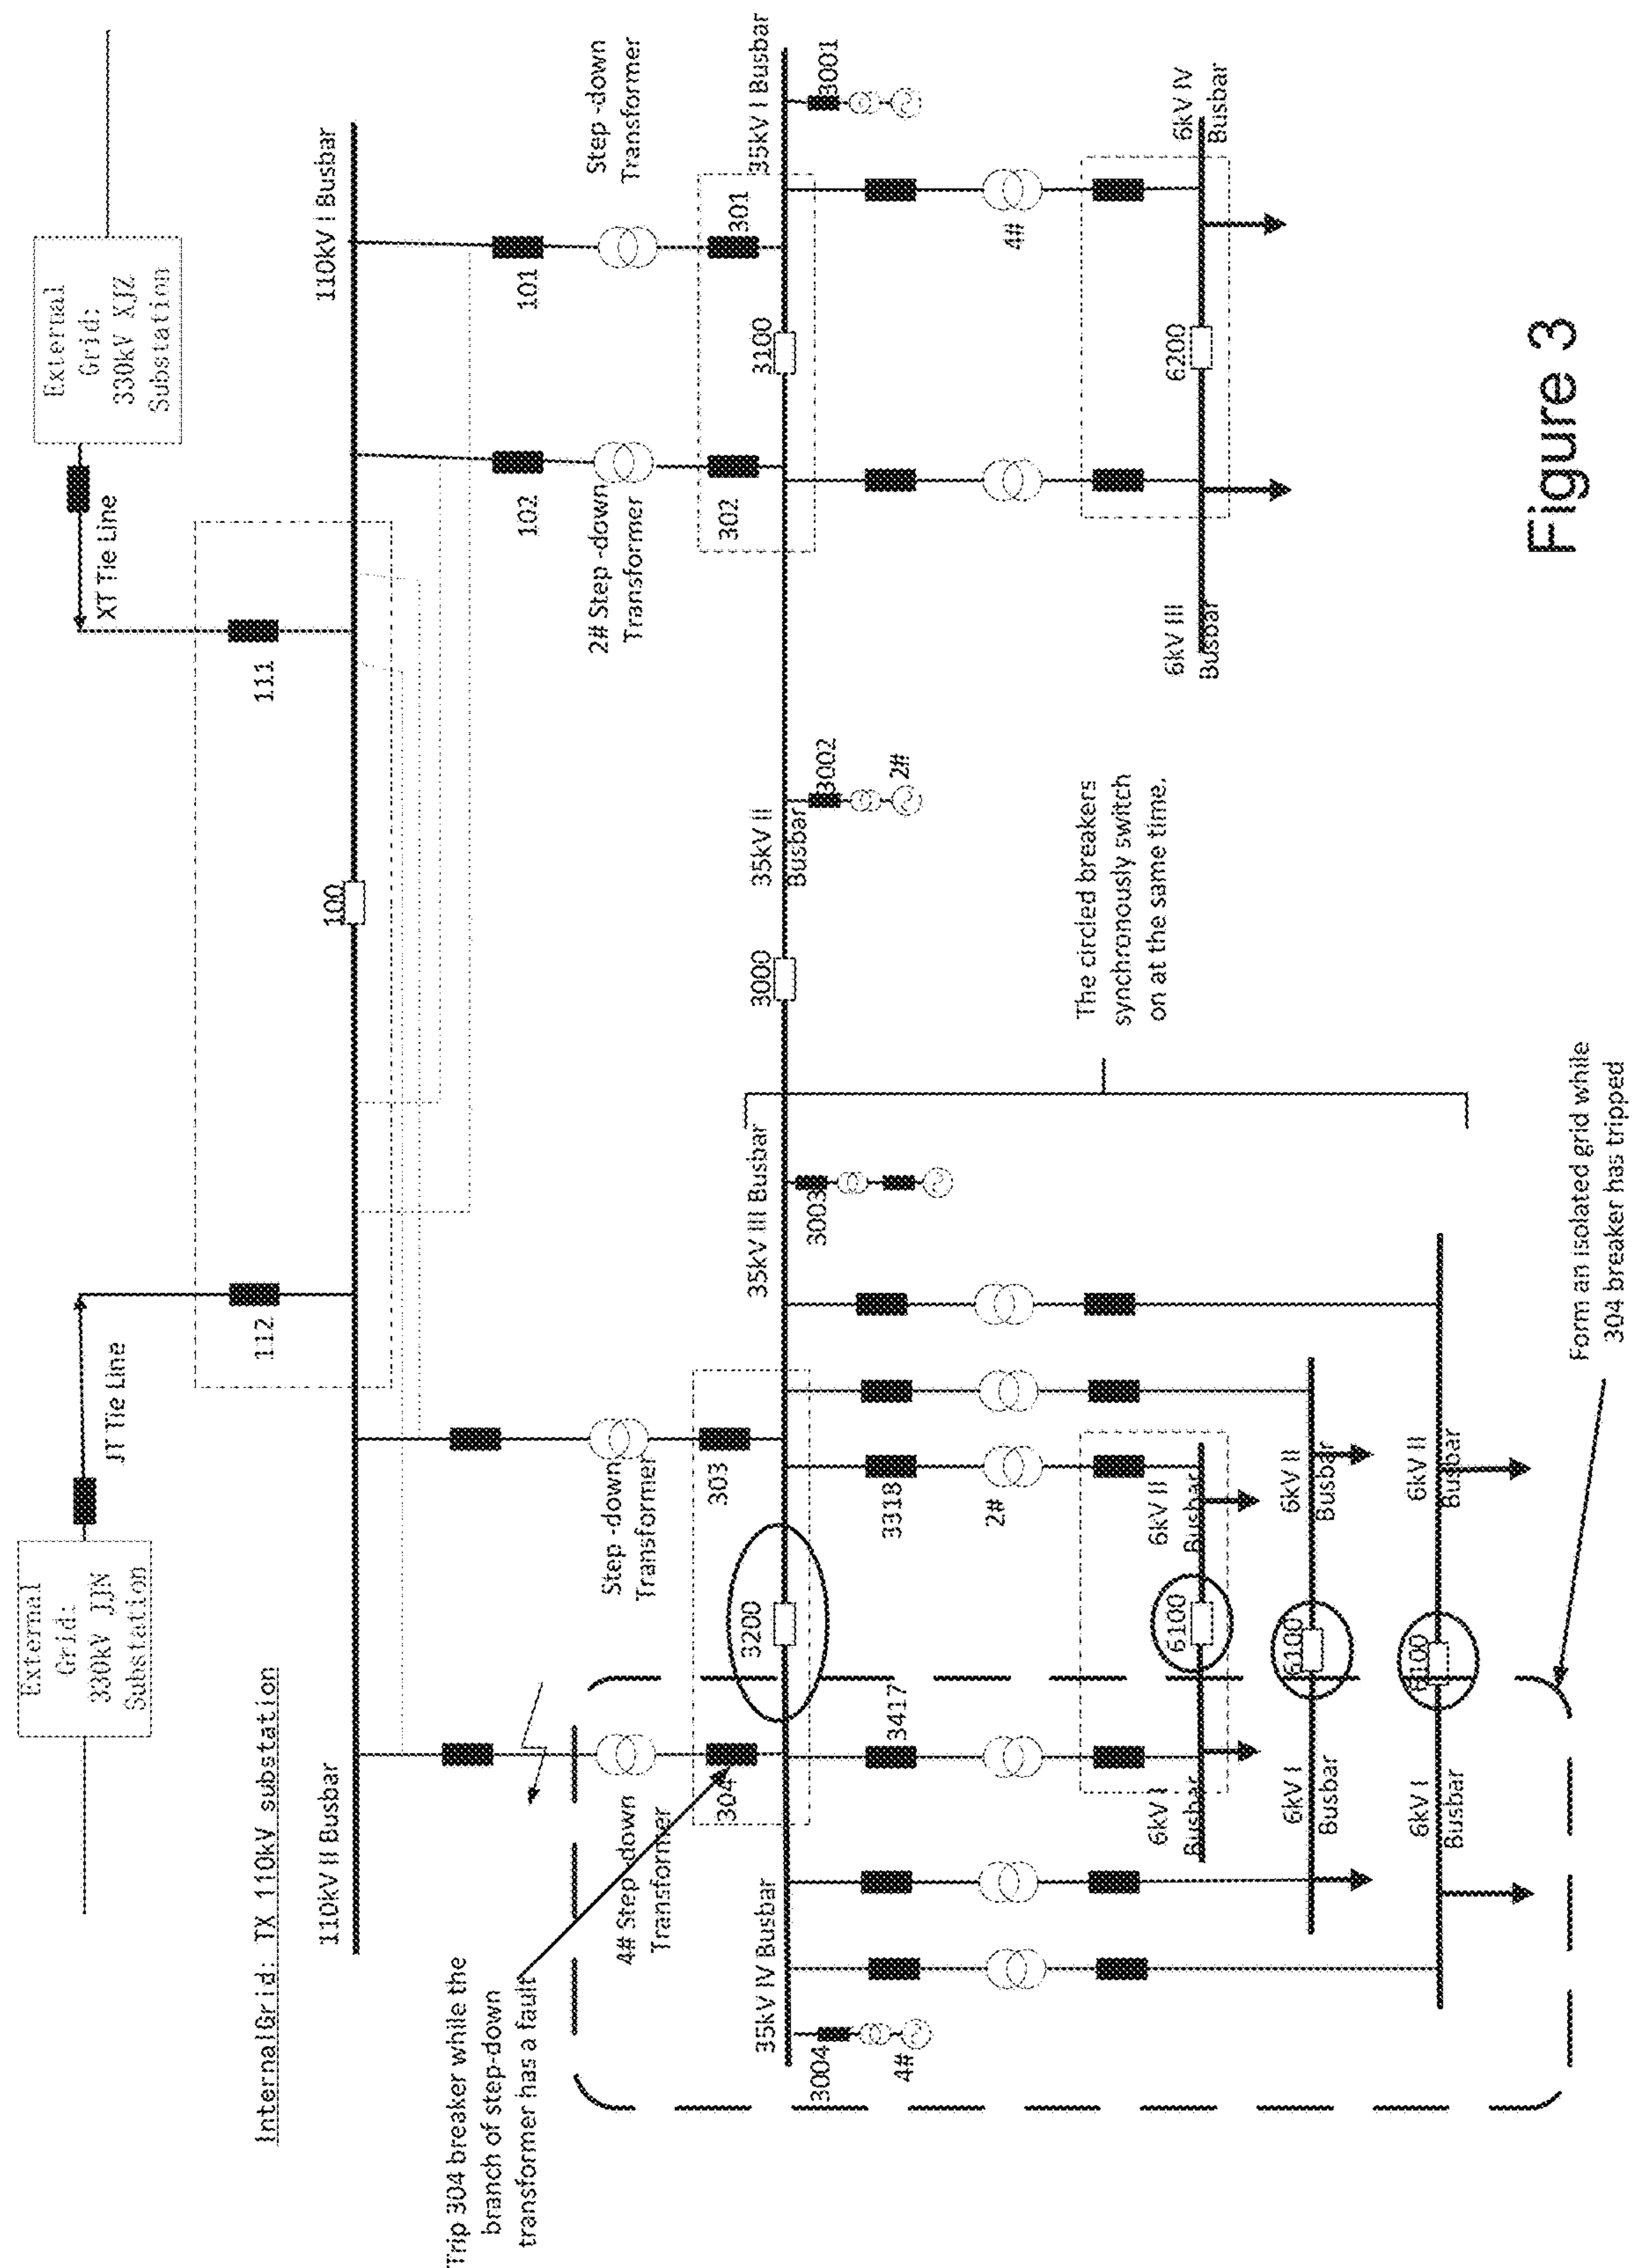 External
Grid:
330kV JJN
Substation
External
Grid:
330kV XJZ
Substation
JT Tie Line
XT Tie Line
InternalGrid: TX 110kV substation
112
111
110kV II Busbar
100
110kV I Busbar
Trip 304 breaker while the
branch of step-down
transformer has a fault
102
101
4# Step-down
Transformer
Step -down
Transformer
2# Step -down
Transformer
Step -down
Transformer
304
303
302
301
35kV IV Busbar
3200
35kV III Busbar
3000
35kV II
Busbar
3100
35kV I Busbar
3004
4#
3003
3002
2#
3001
3417
3318
2#
4#
The circled breakers
synchronously switch
on at the same time.
6kV I
Busbar
6100
6kV II
Busbar
6kV III
Busbar
6200
6kV IV
Busbar
6kV I
Busbar
6100
6kV II
Busbar
6kV I
Busbar
6100
6kV II
Busbar
Form an isolated grid while
304 breaker has tripped
Figure 3